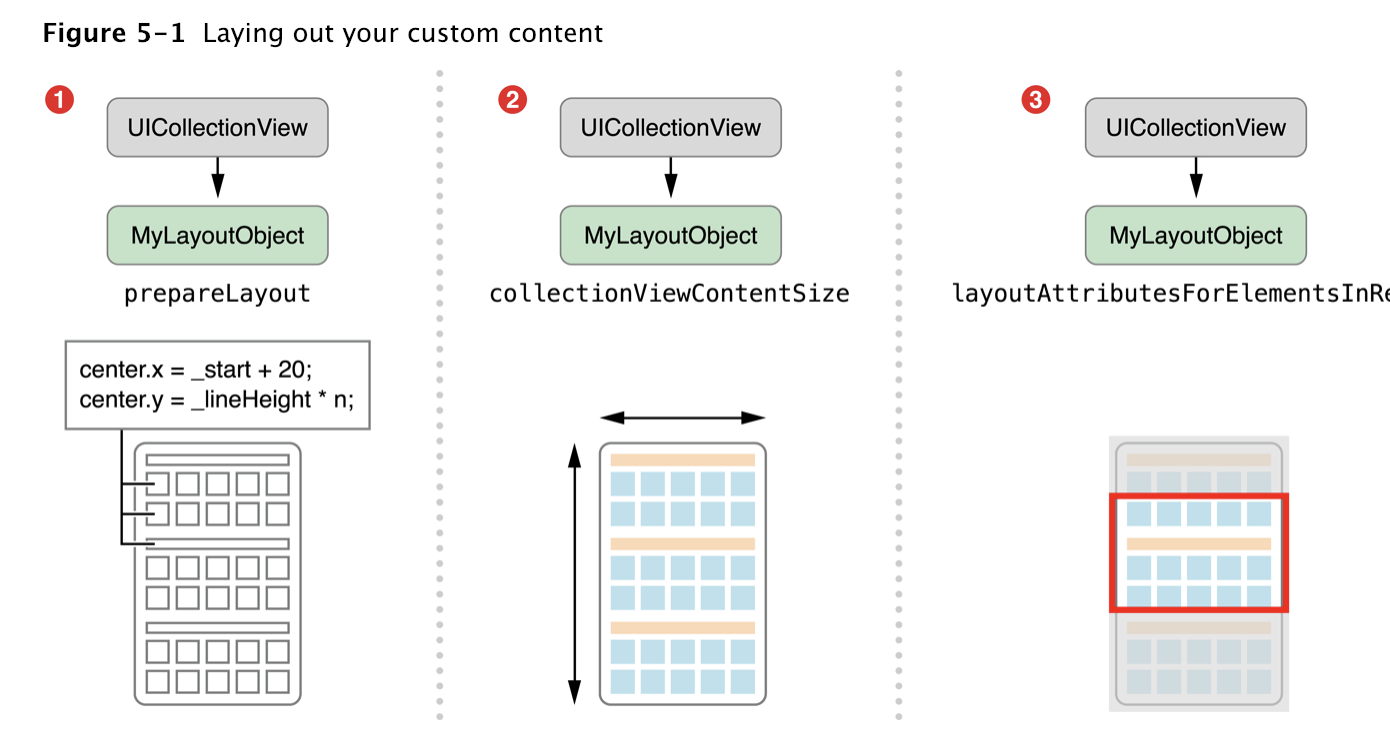 Figure 5-1 Laying out your custom content
1
UICollectionView
MyLayoutObject
prepareLayout
center.x = _start + 20;
center.y = _lineHeight * n;
2
UICollectionView
MyLayoutObject
collectionViewContentSize
3
UICollectionView
MyLayoutObject
layoutAttributesForElementsInRe